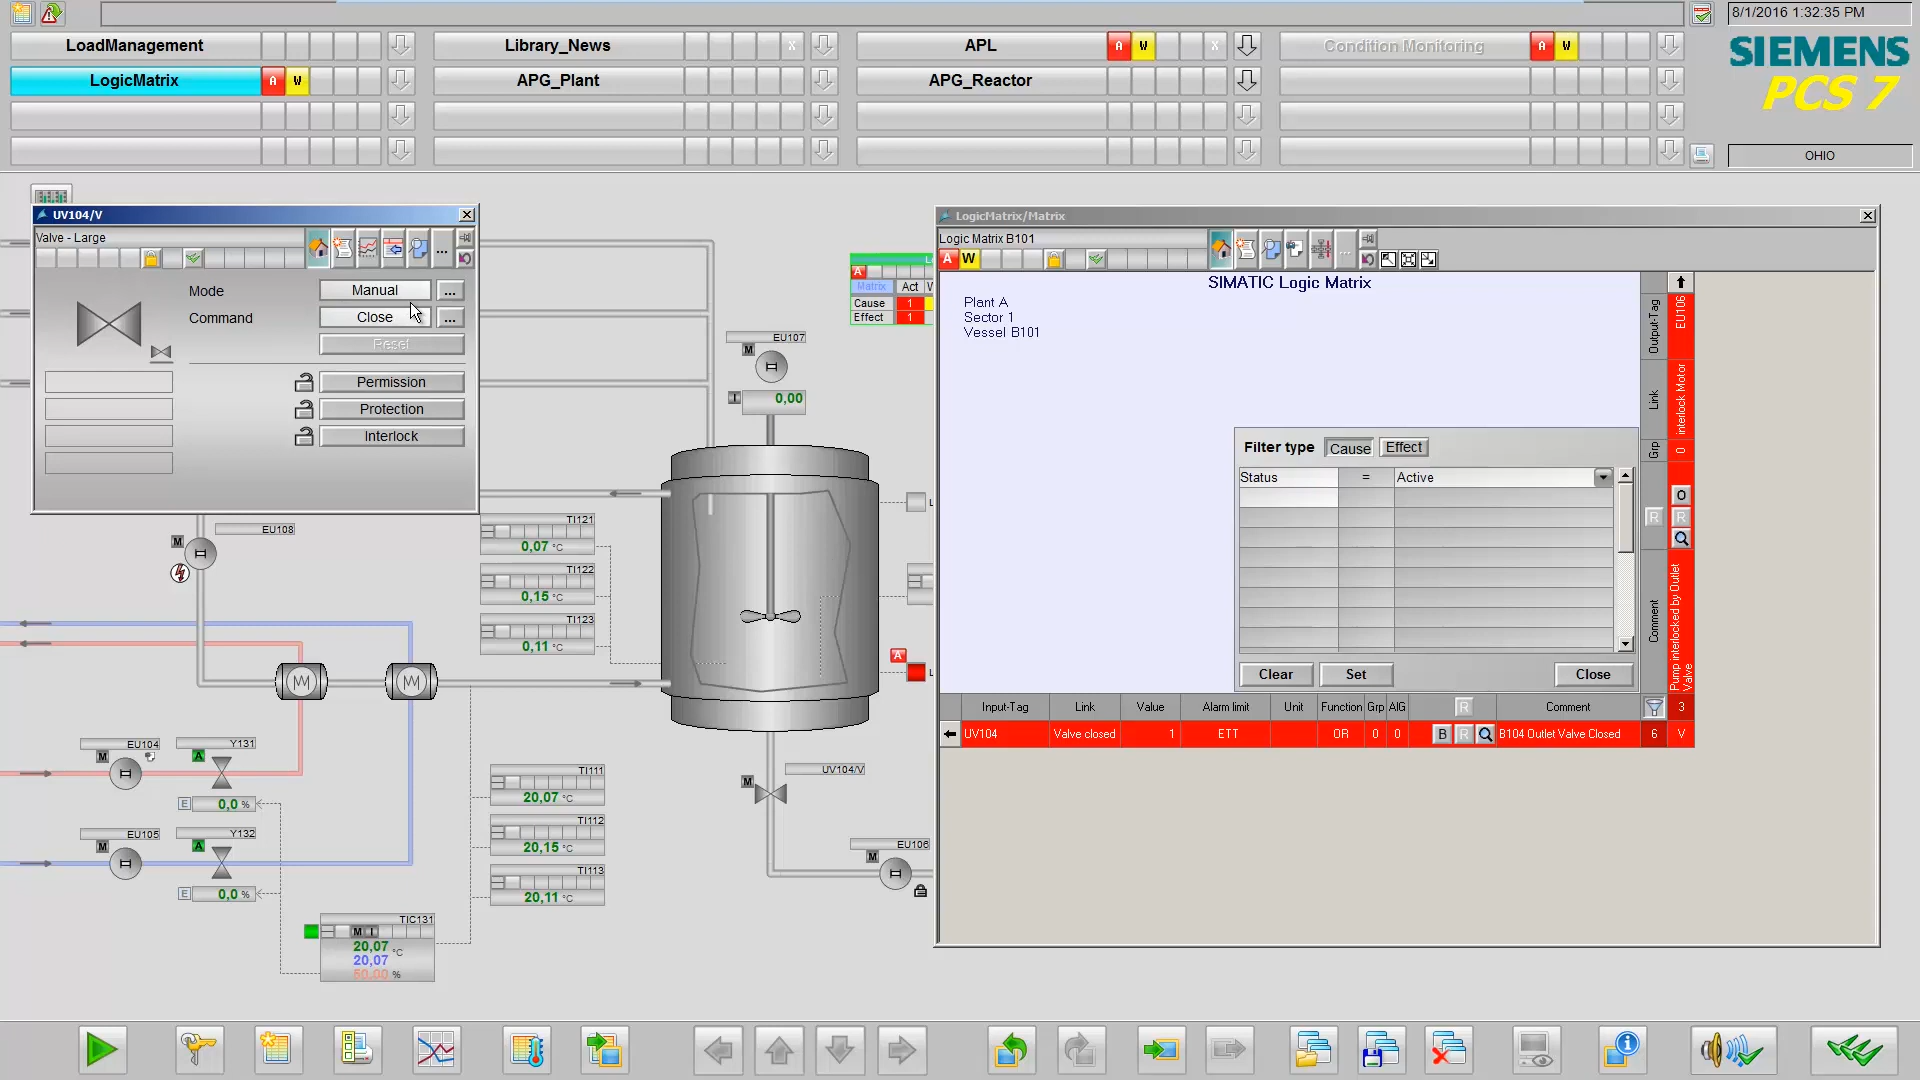 8/1/2016 1:32:35 PM
LoadManagement
Library_News
X
APL
A
W
X
Condition Monitoring
A
W
SIEMENS
PCS 7
LogicMatrix
A
W
APG_Plant
APG_Reactor
OHIO
UV104/V
Valve - Large
...
Mode
Manual
...
Command
Close
...
Reset
Permission
Protection
Interlock
EU108
M
TI121
0,07 °C
TI122
0,15 °C
TI123
0,11 °C
EU107
M
I
0,00
A
Matrix
Act
Cause
1
Effect
1
A
EU104
M
Y131
A
E
0,0 %
EU105
M
Y132
A
E
0,0 %
TI111
20,07 °C
TI112
20,15 °C
TI113
20,11 °C
TIC131
M I
20,07 °C
20,07
50,00 %
UV104/V
M
EU106
M
LogicMatrix/Matrix
Logic Matrix B101
A
W
...
SIMATIC Logic Matrix
Plant A
Sector 1
Vessel B101
Filter type
Cause
Effect
Status
=
Active
Clear
Set
Close
Output-Tag
EU106
Link
interlock Motor
Grp
0
O
R
R
Comment
Pump interlocked by Outlet
Valve
Input-Tag
Link
Value
Alarm limit
Unit
Function
Grp
AIG
R
Comment
3
UV104
Valve closed
1
ETT
OR
0
0
B
R
B104 Outlet Valve Closed
6
V